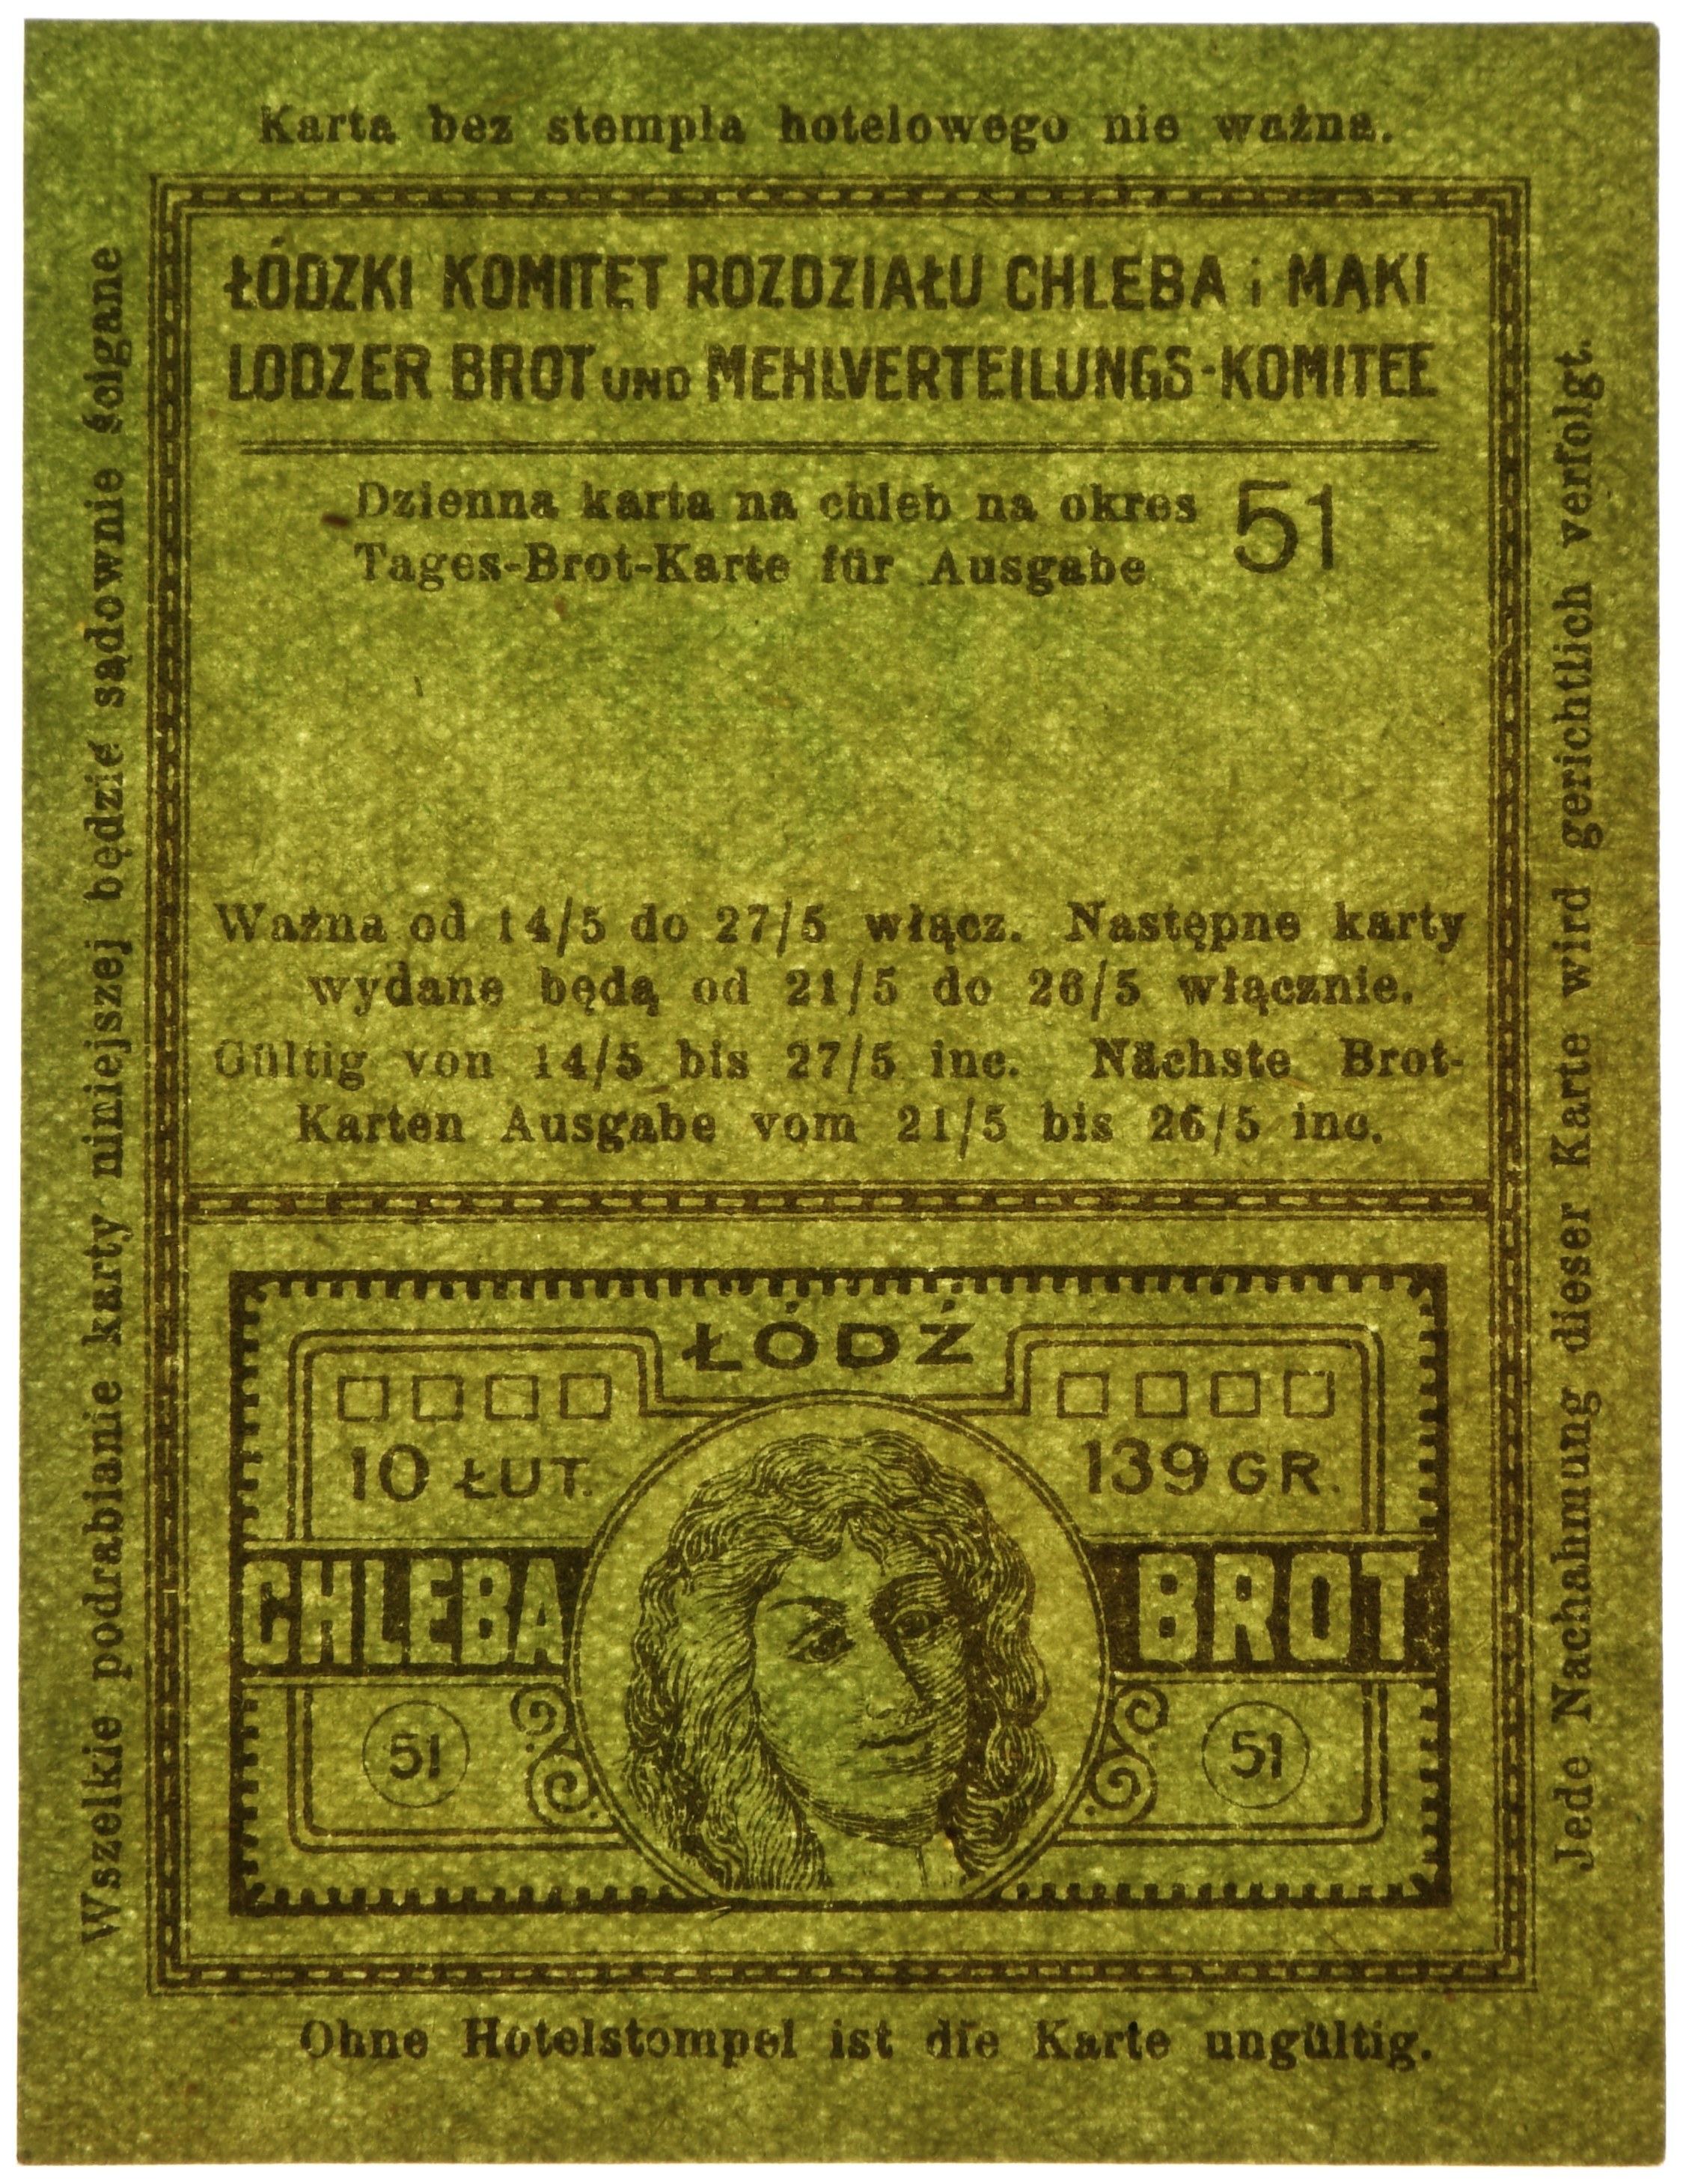 Karta bez stempla hotelowego nie ważna.
ŁÓDZKI KOMITET ROZDZIAŁU CHLEBA i MĄKI
LODZER BROT UND MEHLVERTEILUNGS-KOMITEE
Dzienna karta na chleb na okres 51
Tages-Brot-Karte für Ausgabe
Ważna od 14/5 do 27/5 włącz. Następne karty
wydane będą od 21/5 do 26/5 włącznie.
Gültig von 14/5 bis 27/5 inc. Nächste Brot-
Karten Ausgabe vom 21/5 bis 26/5 inc.
ŁÓDŹ
10 ŁUT. 139 GR.
CHLEBA BROT
51 51
Ohne Hotelstempel ist die Karte ungültig.
Wszelkie podrabianie karty niniejszej będzie sądownie ścigane
Jede Nachahmung dieser Karte wird gerichtlich verfolgt.